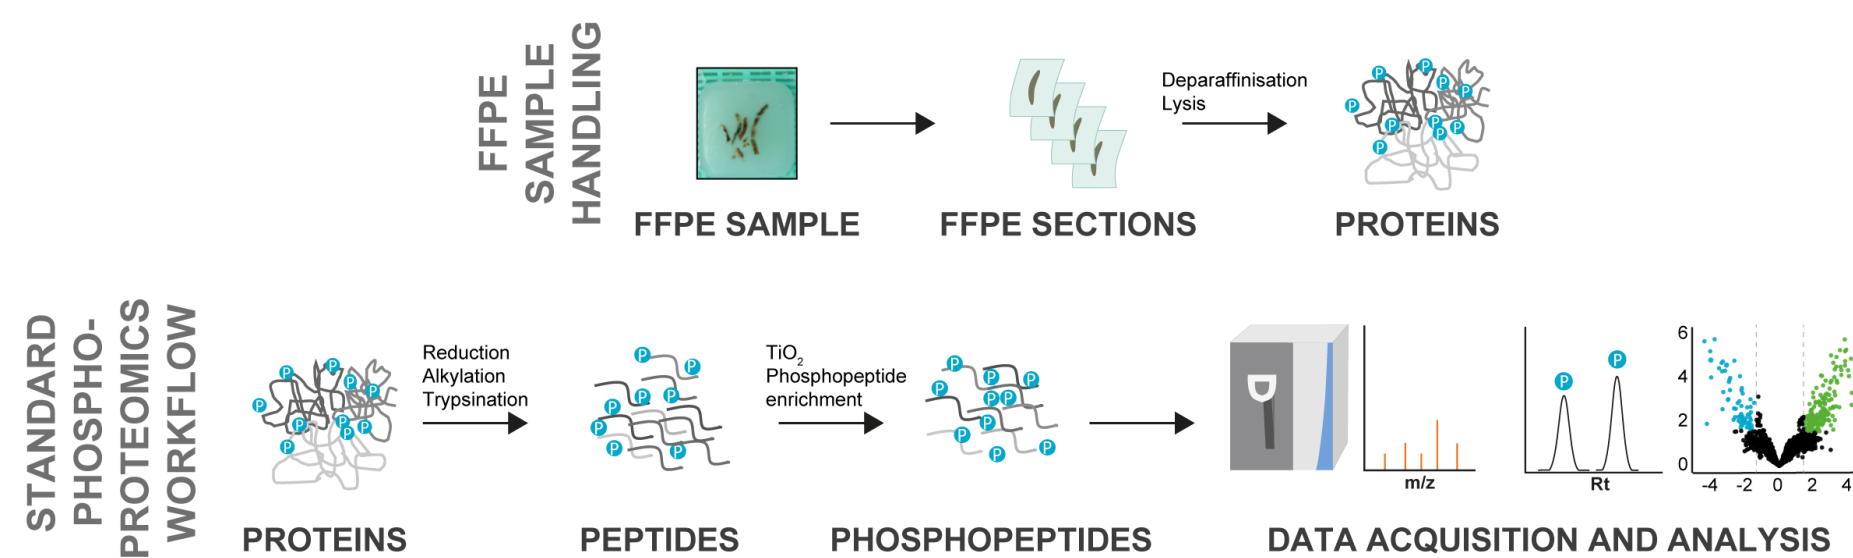 FFPE
SAMPLE
HANDLING
Deparaffinisation
Lysis
P P P P P P P P P P P
FFPE SAMPLE
FFPE SECTIONS
PROTEINS
STANDARD
PHOSPHO-
PROTEOMICS
WORKFLOW
Reduction
Alkylation
Trypsination
TiO2
Phosphopeptide
enrichment
P P P P P P P P P P P
P P P P P P P P
P P P P P P P P P P
P P
m/z
Rt
6
4
2
0
-4 -2 0 2 4
PROTEINS
PEPTIDES
PHOSPHOPEPTIDES
DATA ACQUISITION AND ANALYSIS